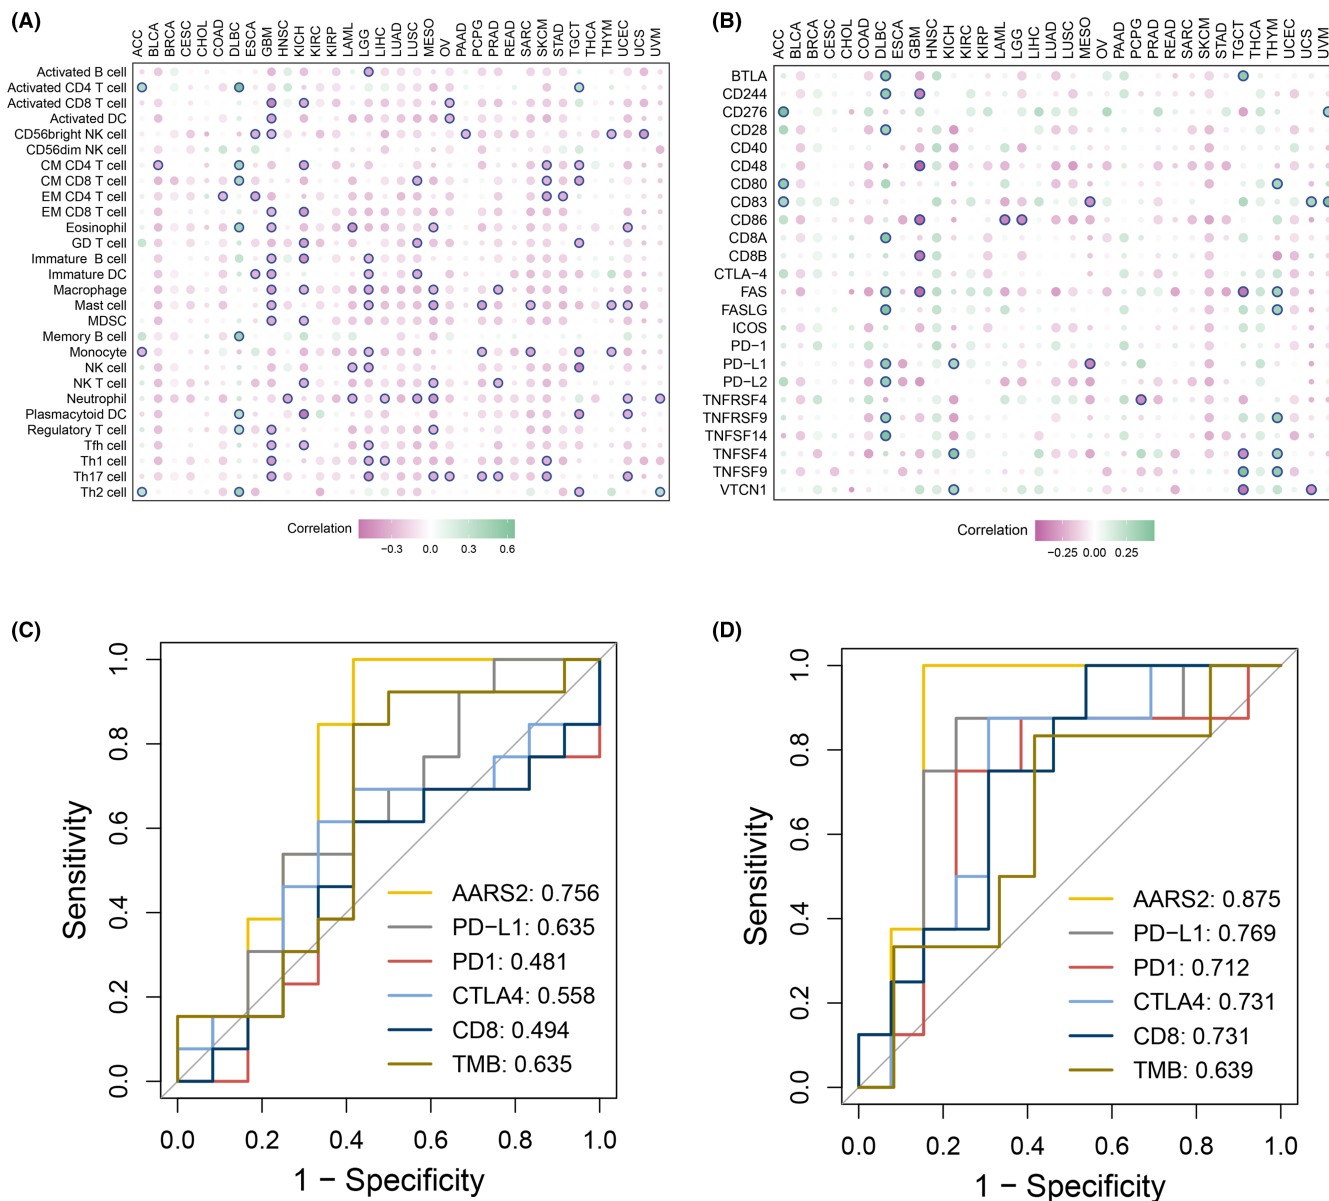 (A)
ACC BLCA BRCA CESC CHOL COAD DLBC ESCA GBM HNSC KICH KIRC KIRP LAML LGG LIHC LUAD LUSC MESO OV PAAD PCPG PRAD READ SARC SKCM STAD TGCT THCA THYM UCEC UCS UVM
Activated B cell
Activated CD4 T cell
Activated CD8 T cell
Activated DC
CD56bright NK cell
CD56dim NK cell
CM CD4 T cell
CM CD8 T cell
EM CD4 T cell
EM CD8 T cell
Eosinophil
GD T cell
Immature B cell
Immature DC
Macrophage
Mast cell
MDSC
Memory B cell
Monocyte
NK cell
NK T cell
Neutrophil
Plasmacytoid DC
Regulatory T cell
Tfh cell
Th1 cell
Th17 cell
Th2 cell
Correlation
−0.3 0.0 0.3 0.6
(B)
ACC BLCA BRCA CESC CHOL COAD DLBC ESCA GBM HNSC KICH KIRC KIRP LAML LGG LIHC LUAD LUSC MESO OV PAAD PCPG PRAD READ SARC SKCM STAD TGCT THCA THYM UCEC UCS UVM
BTLA
CD244
CD276
CD28
CD40
CD48
CD80
CD83
CD86
CD8A
CD8B
CTLA−4
FAS
FASLG
ICOS
PD−1
PD−L1
PD−L2
TNFRSF4
TNFRSF9
TNFSF14
TNFSF4
TNFSF9
VTCN1
Correlation
−0.25 0.00 0.25
(C)
Sensitivity
1.0
0.8
0.6
0.4
0.2
0.0
AARS2: 0.756
PD−L1: 0.635
PD1: 0.481
CTLA4: 0.558
CD8: 0.494
TMB: 0.635
0.0 0.2 0.4 0.6 0.8 1.0
1 − Specificity
(D)
Sensitivity
1.0
0.8
0.6
0.4
0.2
0.0
AARS2: 0.875
PD−L1: 0.769
PD1: 0.712
CTLA4: 0.731
CD8: 0.731
TMB: 0.639
0.0 0.2 0.4 0.6 0.8 1.0
1 − Specificity